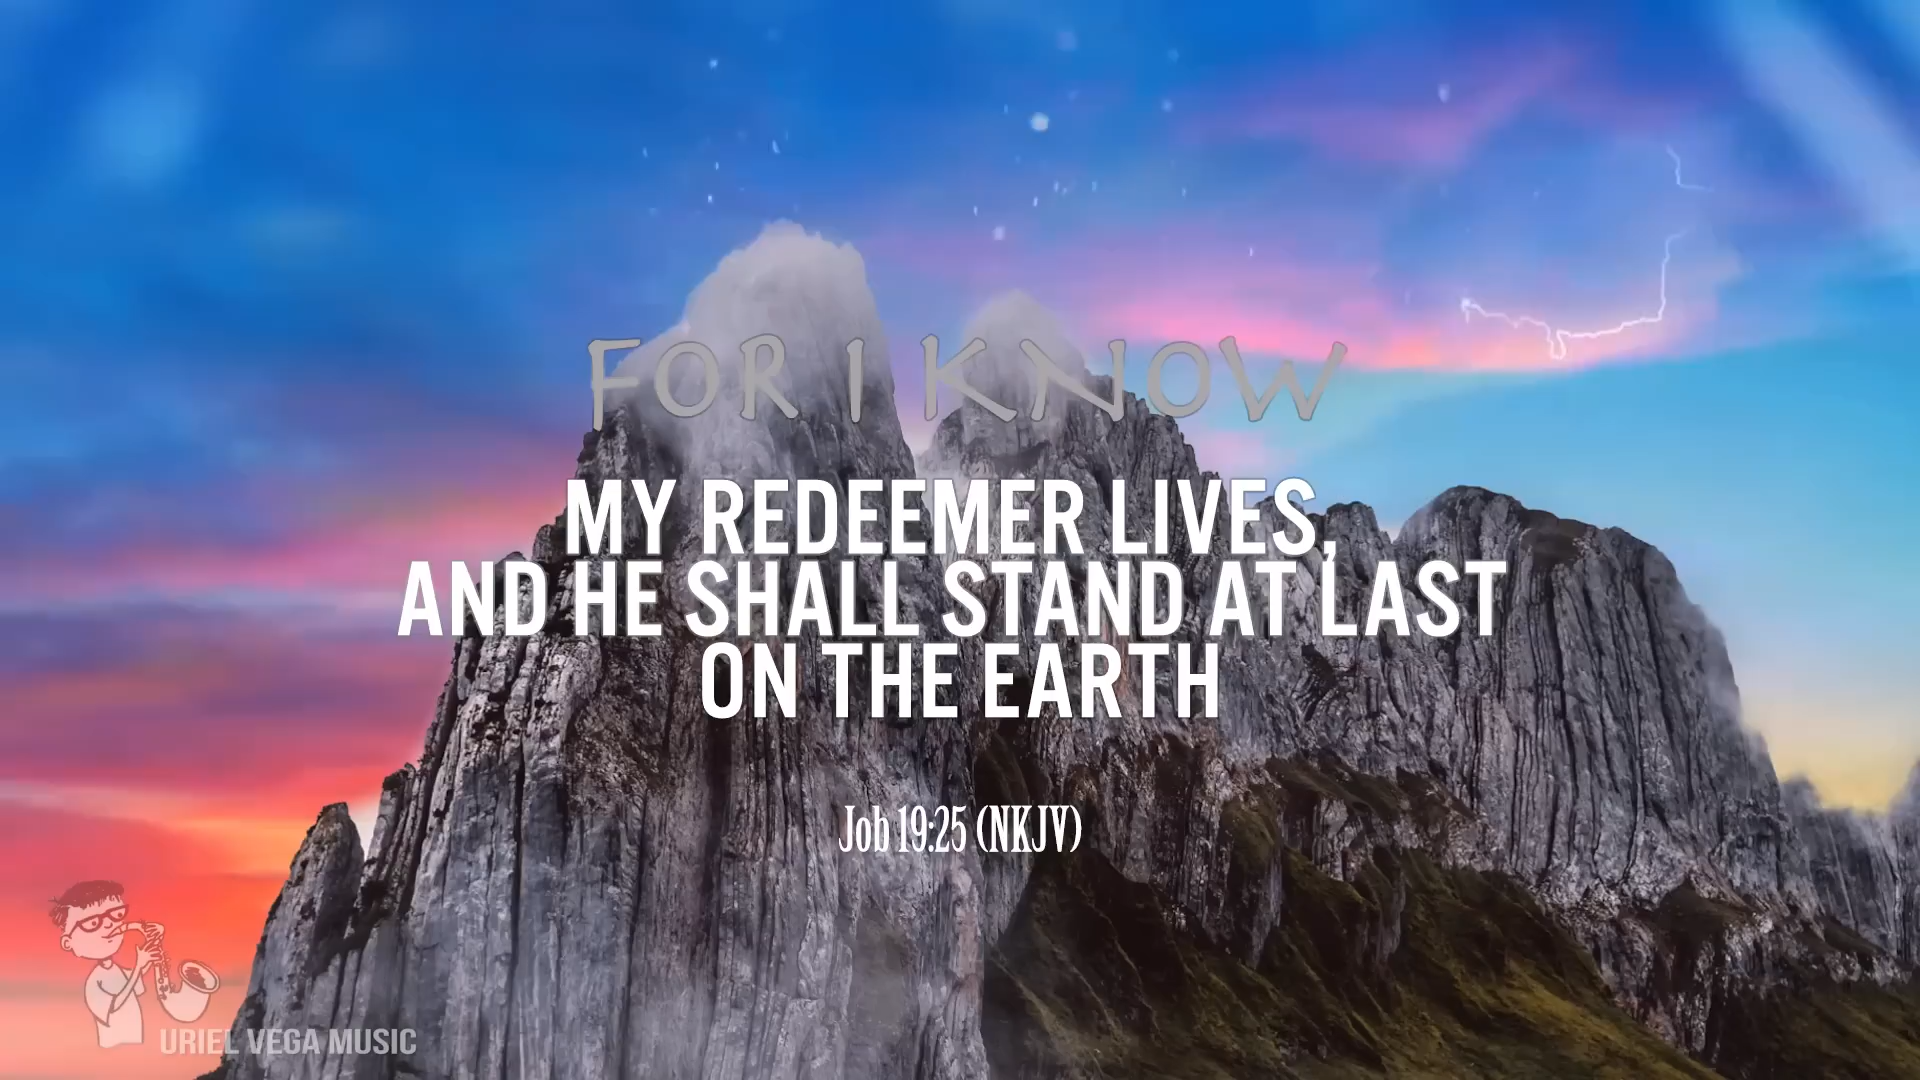 FOR I KNOW
MY REDEEMER LIVES,
AND HE SHALL STAND AT LAST
ON THE EARTH
Job 19:25 (NKJV)
URIEL VEGA MUSIC